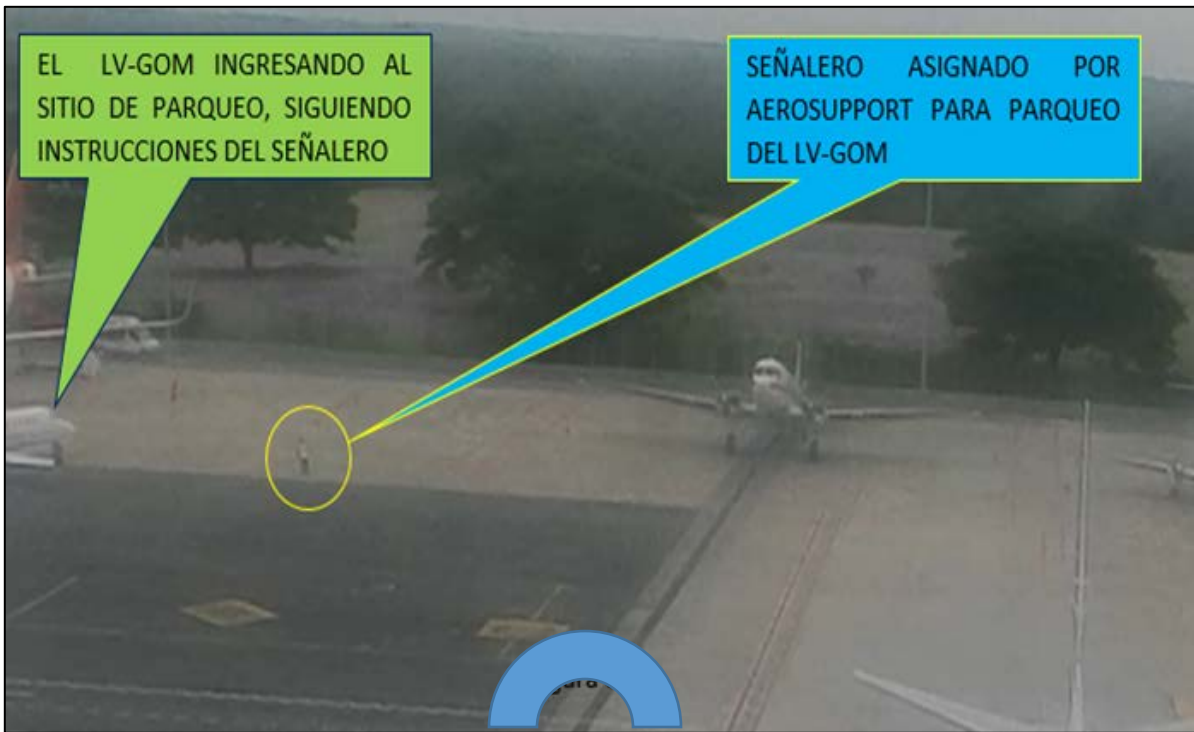 EL LV-GOM INGRESANDO AL
SITIO DE PARQUEO, SIGUIENDO
INSTRUCCIONES DEL SEÑALERO
SEÑALERO ASIGNADO POR
AEROSUPPORT PARA PARQUEO
DEL LV-GOM